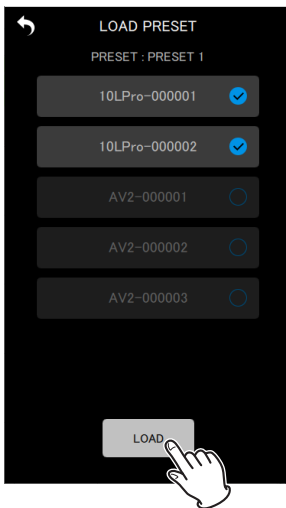 LOAD PRESET
PRESET : PRESET 1
10LPro-000001
10LPro-000002
AV2-000001
AV2-000002
AV2-000003
LOAD